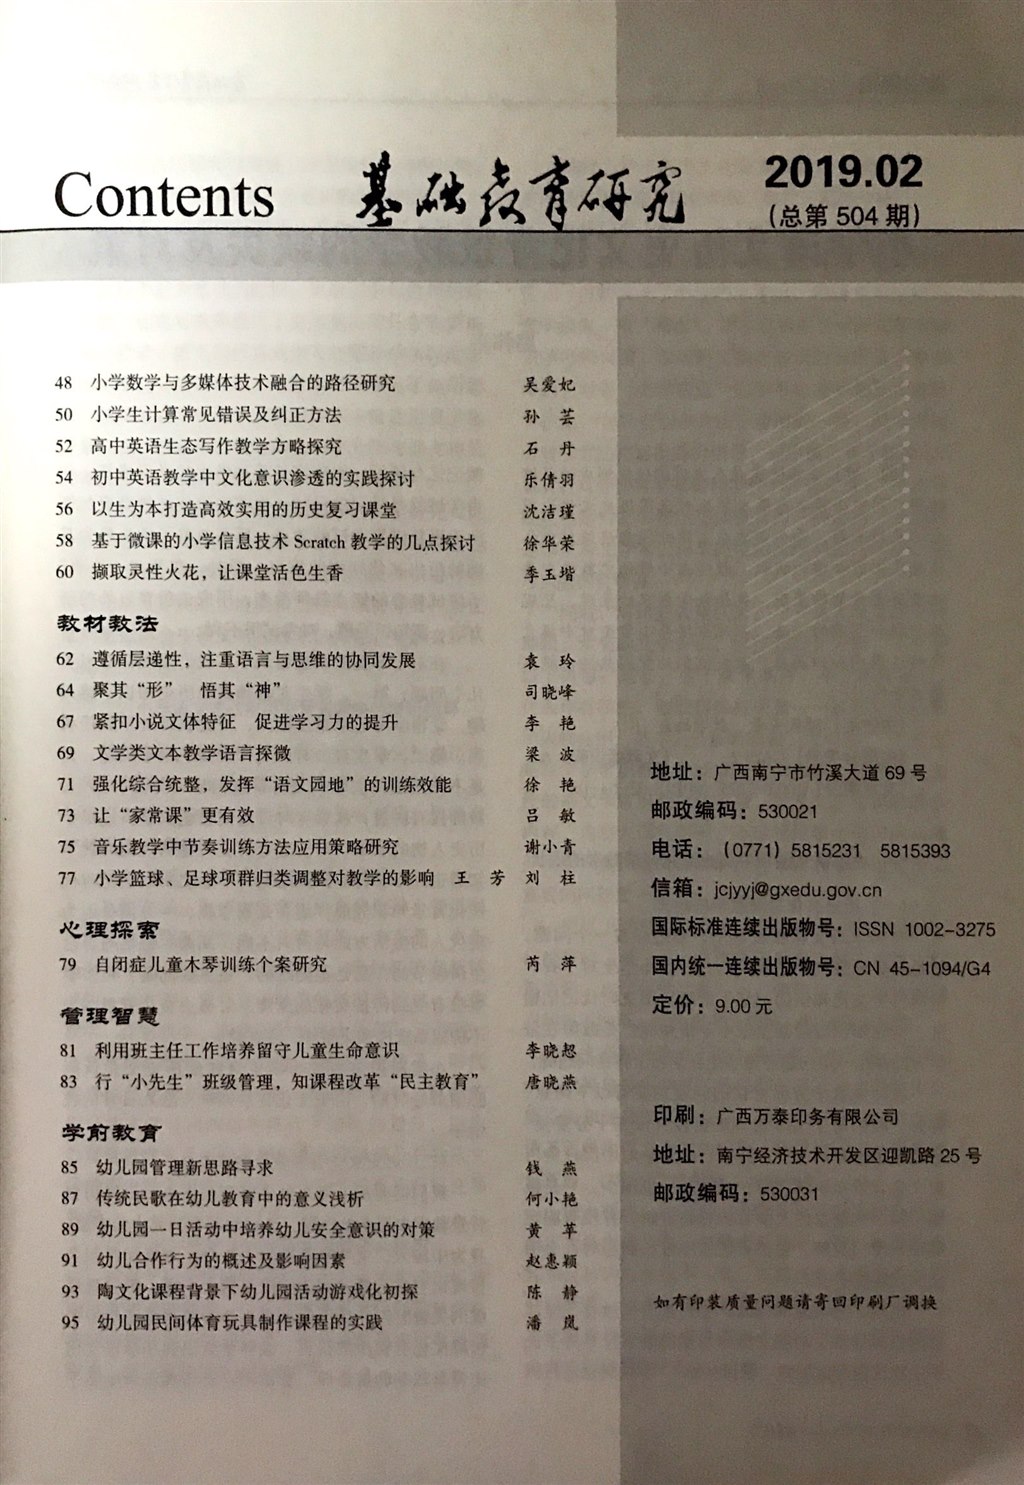 Contents
基础教育研究
2019.02
(总第 504 期)
48 小学数学与多媒体技术融合的路径研究 吴爱妃
50 小学生计算常见错误及纠正方法 孙 芸
52 高中英语生态写作教学方略探究 石 丹
54 初中英语教学中文化意识渗透的实践探讨 乐倩羽
56 以生为本打造高效实用的历史复习课堂 沈洁瑾
58 基于微课的小学信息技术 Scratch 教学的几点探讨 徐华荣
60 撷取灵性火花，让课堂活色生香 季玉堦
教材教法
62 遵循层递性，注重语言与思维的协同发展 袁 玲
64 聚其“形” 悟其“神” 司晓峰
67 紧扣小说文体特征 促进学习力的提升 李 艳
69 文学类文本教学语言探微 梁 波
71 强化综合统整，发挥“语文园地”的训练效能 徐 艳
73 让“家常课”更有效 吕 敏
75 音乐教学中节奏训练方法应用策略研究 谢小青
77 小学篮球、足球项群归类调整对教学的影响 王 芳 刘 柱
心理探索
79 自闭症儿童木琴训练个案研究 芮 萍
管理智慧
81 利用班主任工作培养留守儿童生命意识 李晓
83 行“小先生”班级管理，知课程改革“民主教育” 唐晓燕
学前教育
85 幼儿园管理新思路寻求 钱 燕
87 传统民歌在幼儿教育中的意义浅析 何小艳
89 幼儿园一日活动中培养幼儿安全意识的对策 黄 苹
91 幼儿合作行为的概述及影响因素 赵惠颖
93 陶文化课程背景下幼儿园活动游戏化初探 陈 静
95 幼儿园民间体育玩具制作课程的实践 潘 岚
地址：广西南宁市竹溪大道 69 号
邮政编码：530021
电话：(0771) 5815231 5815393
信箱：jcjyyj@gxedu.gov.cn
国际标准连续出版物号：ISSN 1002-3275
国内统一连续出版物号：CN 45-1094/G4
定价：9.00 元
印刷：广西万泰印务有限公司
地址：南宁经济技术开发区迎凯路 25 号
邮政编码：530031
如有印装质量问题请寄回印刷厂调换